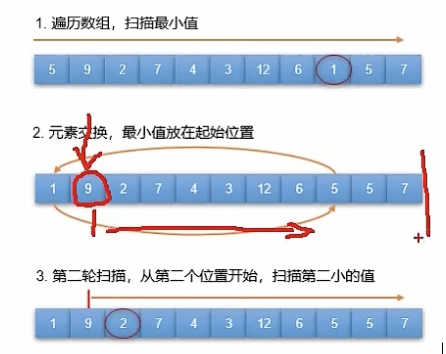 1. 遍历数组，扫描最小值
5 9 2 7 4 3 12 6 1 5 7
2. 元素交换，最小值放在起始位置
1 9 2 7 4 3 12 6 5 5 7
3. 第二轮扫描，从第二个位置开始，扫描第二小的值
1 9 2 7 4 3 12 6 5 5 7